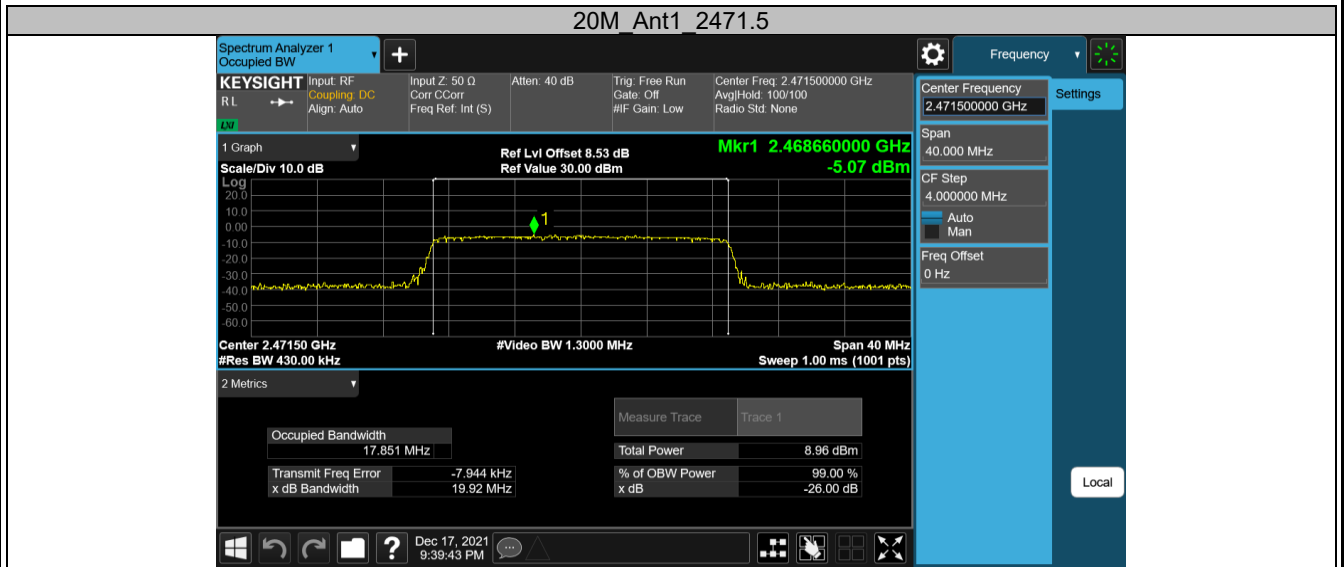 20M_Ant1_2471.5
Spectrum Analyzer 1
Occupied BW
+
Frequency
KEYSIGHT
R L
LXI
Input: RF
Coupling: DC
Align: Auto
Input Z: 50 Ω
Corr CCorr
Freq Ref: Int (S)
Atten: 40 dB
Trig: Free Run
Gate: Off
#IF Gain: Low
Center Freq: 2.471500000 GHz
Avg|Hold: 100/100
Radio Std: None
Center Frequency
2.471500000 GHz
Settings
Span
40.000 MHz
CF Step
4.000000 MHz
Auto
Man
Freq Offset
0 Hz
1 Graph
Scale/Div 10.0 dB
Ref Lvl Offset 8.53 dB
Ref Value 30.00 dBm
Mkr1 2.468660000 GHz
-5.07 dBm
Log
20.0
10.0
0.00
-10.0
-20.0
-30.0
-40.0
-50.0
-60.0
1
Center 2.47150 GHz
#Video BW 1.3000 MHz
Span 40 MHz
#Res BW 430.00 kHz
Sweep 1.00 ms (1001 pts)
2 Metrics
Measure Trace Trace 1
Occupied Bandwidth
17.851 MHz
Total Power 8.96 dBm
Transmit Freq Error -7.944 kHz
% of OBW Power 99.00 %
x dB Bandwidth 19.92 MHz
x dB -26.00 dB
Local
?
Dec 17, 2021
9:39:43 PM